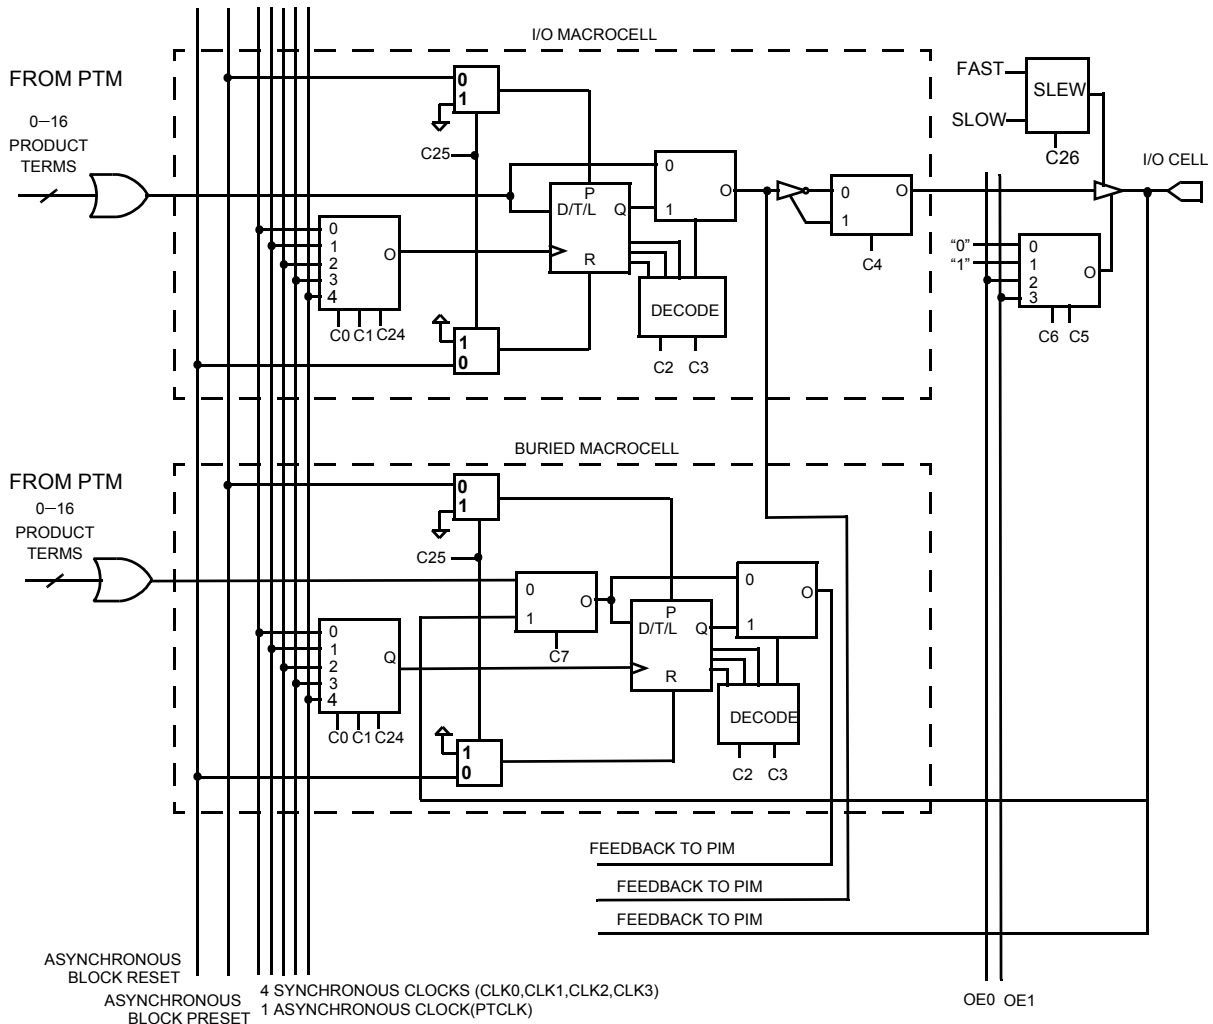 I/O MACROCELL
FROM PTM
0−16
PRODUCT
TERMS
0
1
C25
FAST
SLOW
SLEW
C26
I/O CELL
0
1
O
P
D/T/L
Q
R
0
1
O
C4
0
1
2
3
4
O
C0 C1 C24
DECODE
C2 C3
1
0
"0"
"1"
0
1
2
3
O
C6 C5
BURIED MACROCELL
FROM PTM
0−16
PRODUCT
TERMS
0
1
C25
0
1
O
C7
0
1
O
P
D/T/L
Q
R
0
1
2
3
4
Q
C0 C1 C24
DECODE
C2 C3
1
0
FEEDBACK TO PIM
FEEDBACK TO PIM
FEEDBACK TO PIM
ASYNCHRONOUS
BLOCK RESET
ASYNCHRONOUS
BLOCK PRESET
4 SYNCHRONOUS CLOCKS (CLK0,CLK1,CLK2,CLK3)
1 ASYNCHRONOUS CLOCK(PTCLK)
OE0 OE1